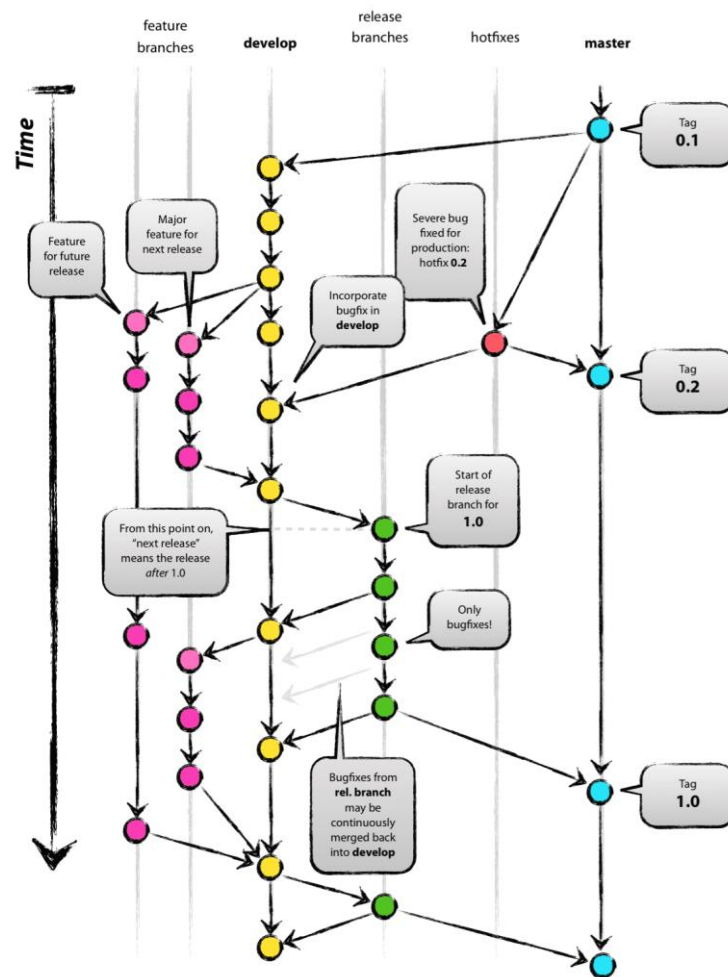 feature
branches
develop
release
branches
hotfixes
master
Time
Tag
0.1
Feature
for future
release
Major
feature for
next release
Severe bug
fixed for
production:
hotfix 0.2
Incorporate
bugfix in
develop
Tag
0.2
Start of
release
branch for
1.0
From this point on,
“next release”
means the release
after 1.0
Only
bugfixes!
Bugfixes from
rel. branch
may be
continuously
merged back
into develop
Tag
1.0